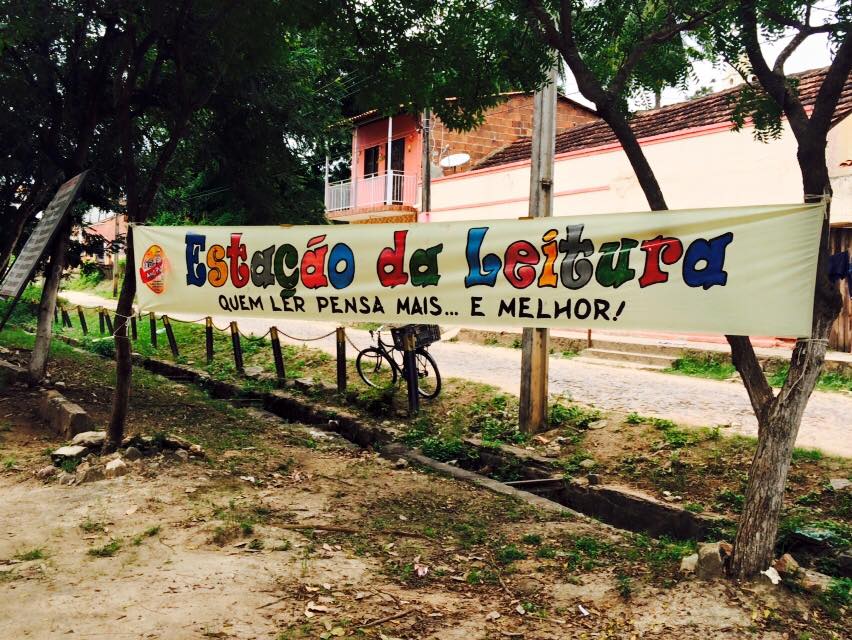 Estação da Leitura
QUEM LER PENSA MAIS... E MELHOR!